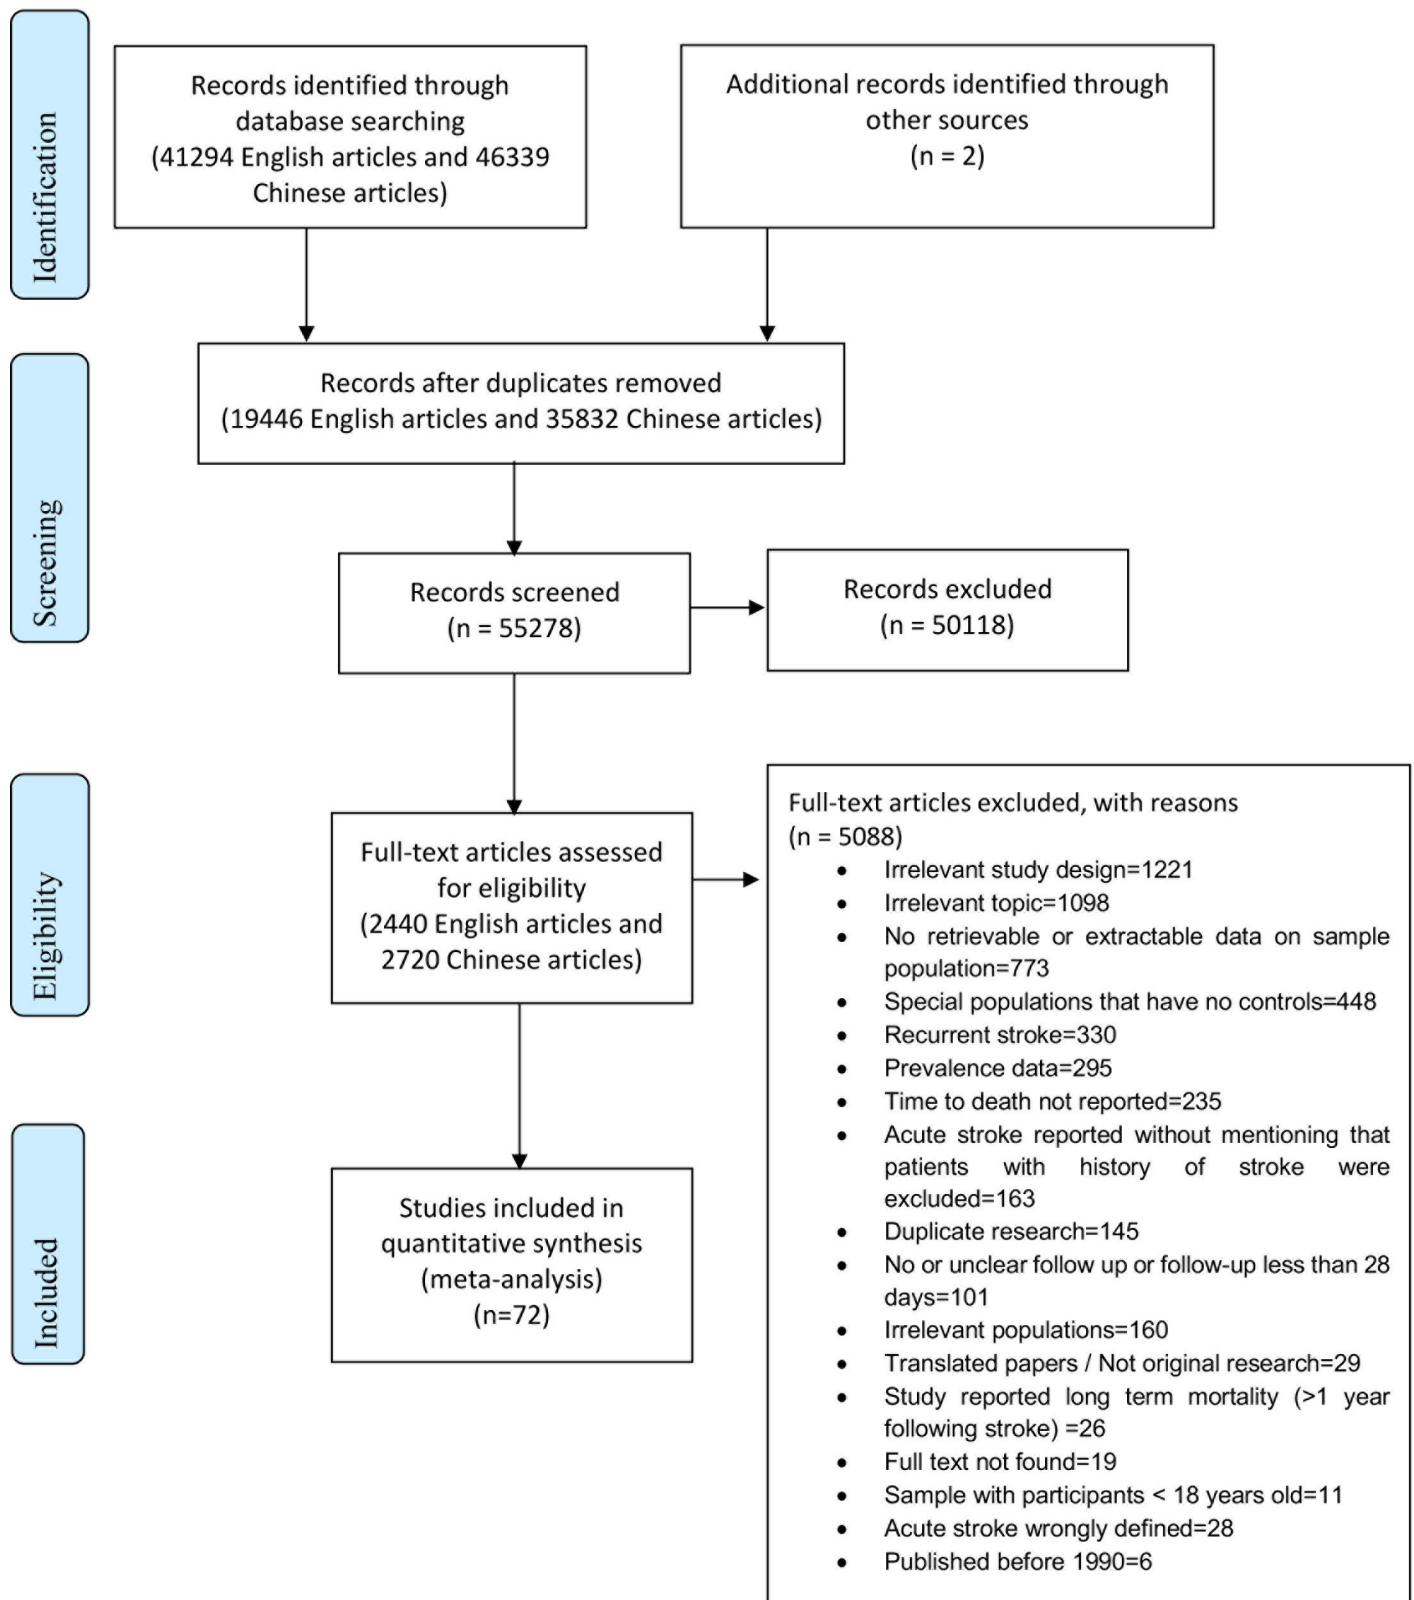 Identification
Records identified through
database searching
(41294 English articles and 46339
Chinese articles)
Additional records identified through
other sources
(n = 2)
Screening
Records after duplicates removed
(19446 English articles and 35832 Chinese articles)
Records screened
(n = 55278)
Records excluded
(n = 50118)
Eligibility
Full-text articles assessed
for eligibility
(2440 English articles and
2720 Chinese articles)
Full-text articles excluded, with reasons
(n = 5088)
• Irrelevant study design=1221
• Irrelevant topic=1098
• No retrievable or extractable data on sample
population=773
• Special populations that have no controls=448
• Recurrent stroke=330
• Prevalence data=295
• Time to death not reported=235
• Acute stroke reported without mentioning that
patients with history of stroke were
excluded=163
• Duplicate research=145
• No or unclear follow up or follow-up less than 28
days=101
• Irrelevant populations=160
• Translated papers / Not original research=29
• Study reported long term mortality (>1 year
following stroke) =26
• Full text not found=19
• Sample with participants < 18 years old=11
• Acute stroke wrongly defined=28
• Published before 1990=6
Included
Studies included in
quantitative synthesis
(meta-analysis)
(n=72)